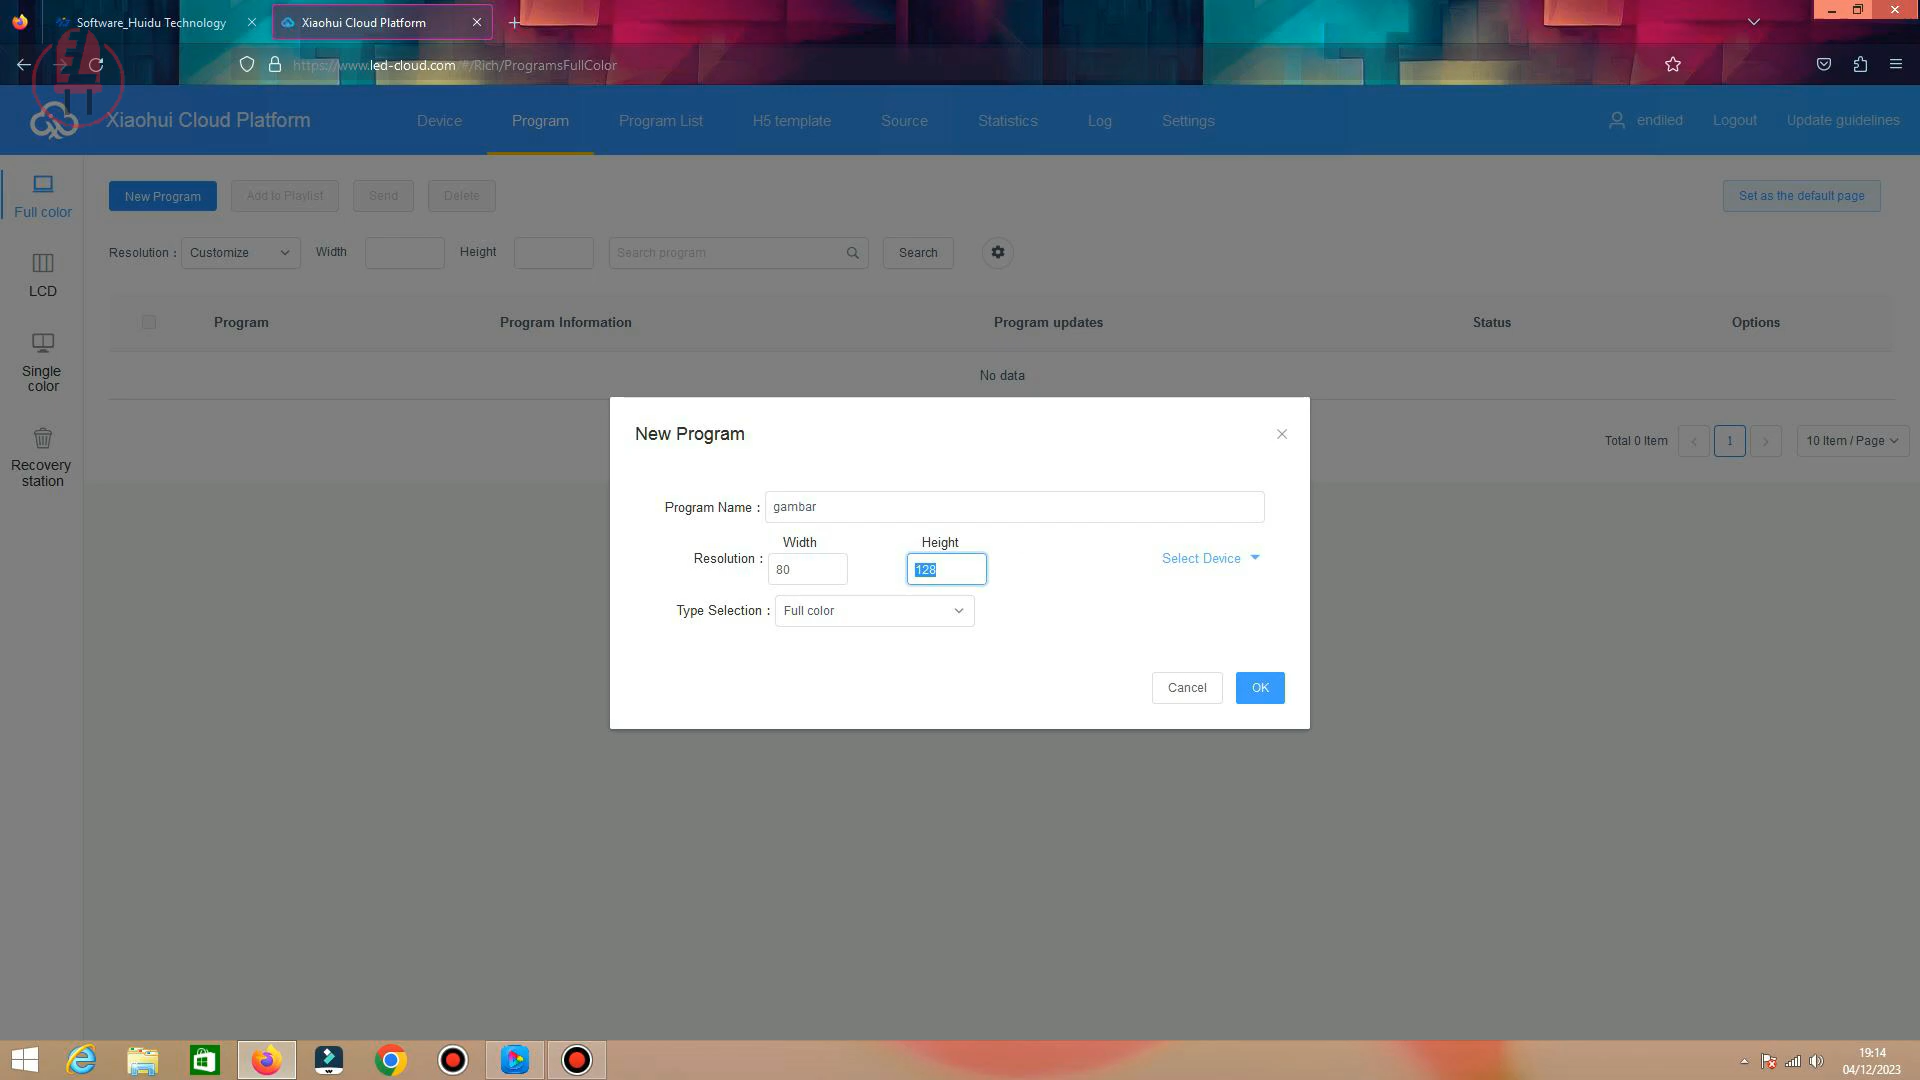 Software_Huidu Technology
Xiaohui Cloud Platform
https://www.led-cloud.com/#/Rich/ProgramsFullColor
Xiaohui Cloud Platform
Device
Program
Program List
H5 template
Source
Statistics
Log
Settings
endiled
Logout
Update guidelines
Full color
LCD
Single color
Recovery station
New Program
Add to Playlist
Send
Delete
Set as the default page
Resolution :
Customize
Width
Height
Search program
Search
Program
Program Information
Program updates
Status
Options
No data
Total 0 Item
1
10 Item / Page
New Program
Program Name :
gambar
Width
Height
Resolution :
80
128
Select Device
Type Selection :
Full color
Cancel
OK
19:14
04/12/2023